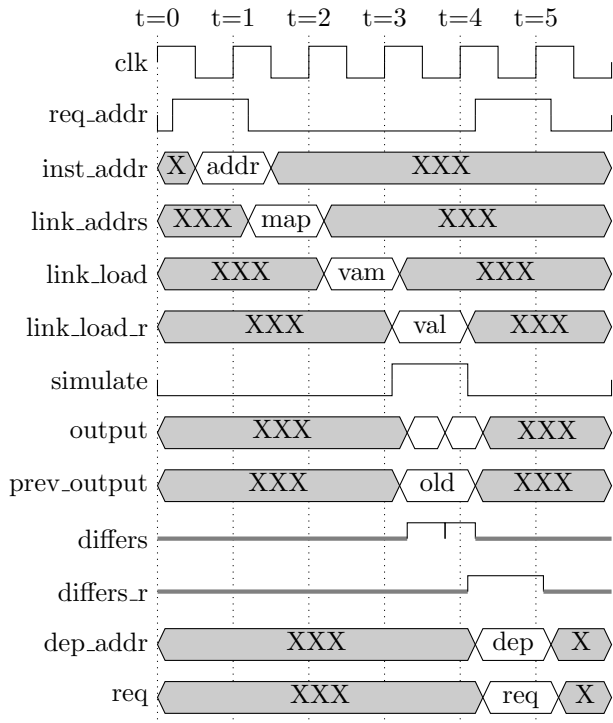 t=0 t=1 t=2 t=3 t=4 t=5
clk
req_addr
inst_addr X addr XXX
link_addrs XXX map XXX
link_load XXX vam XXX
link_load_r XXX val XXX
simulate
output XXX XXX
prev_output XXX old XXX
differs
differs_r
dep_addr XXX dep X
req XXX req X